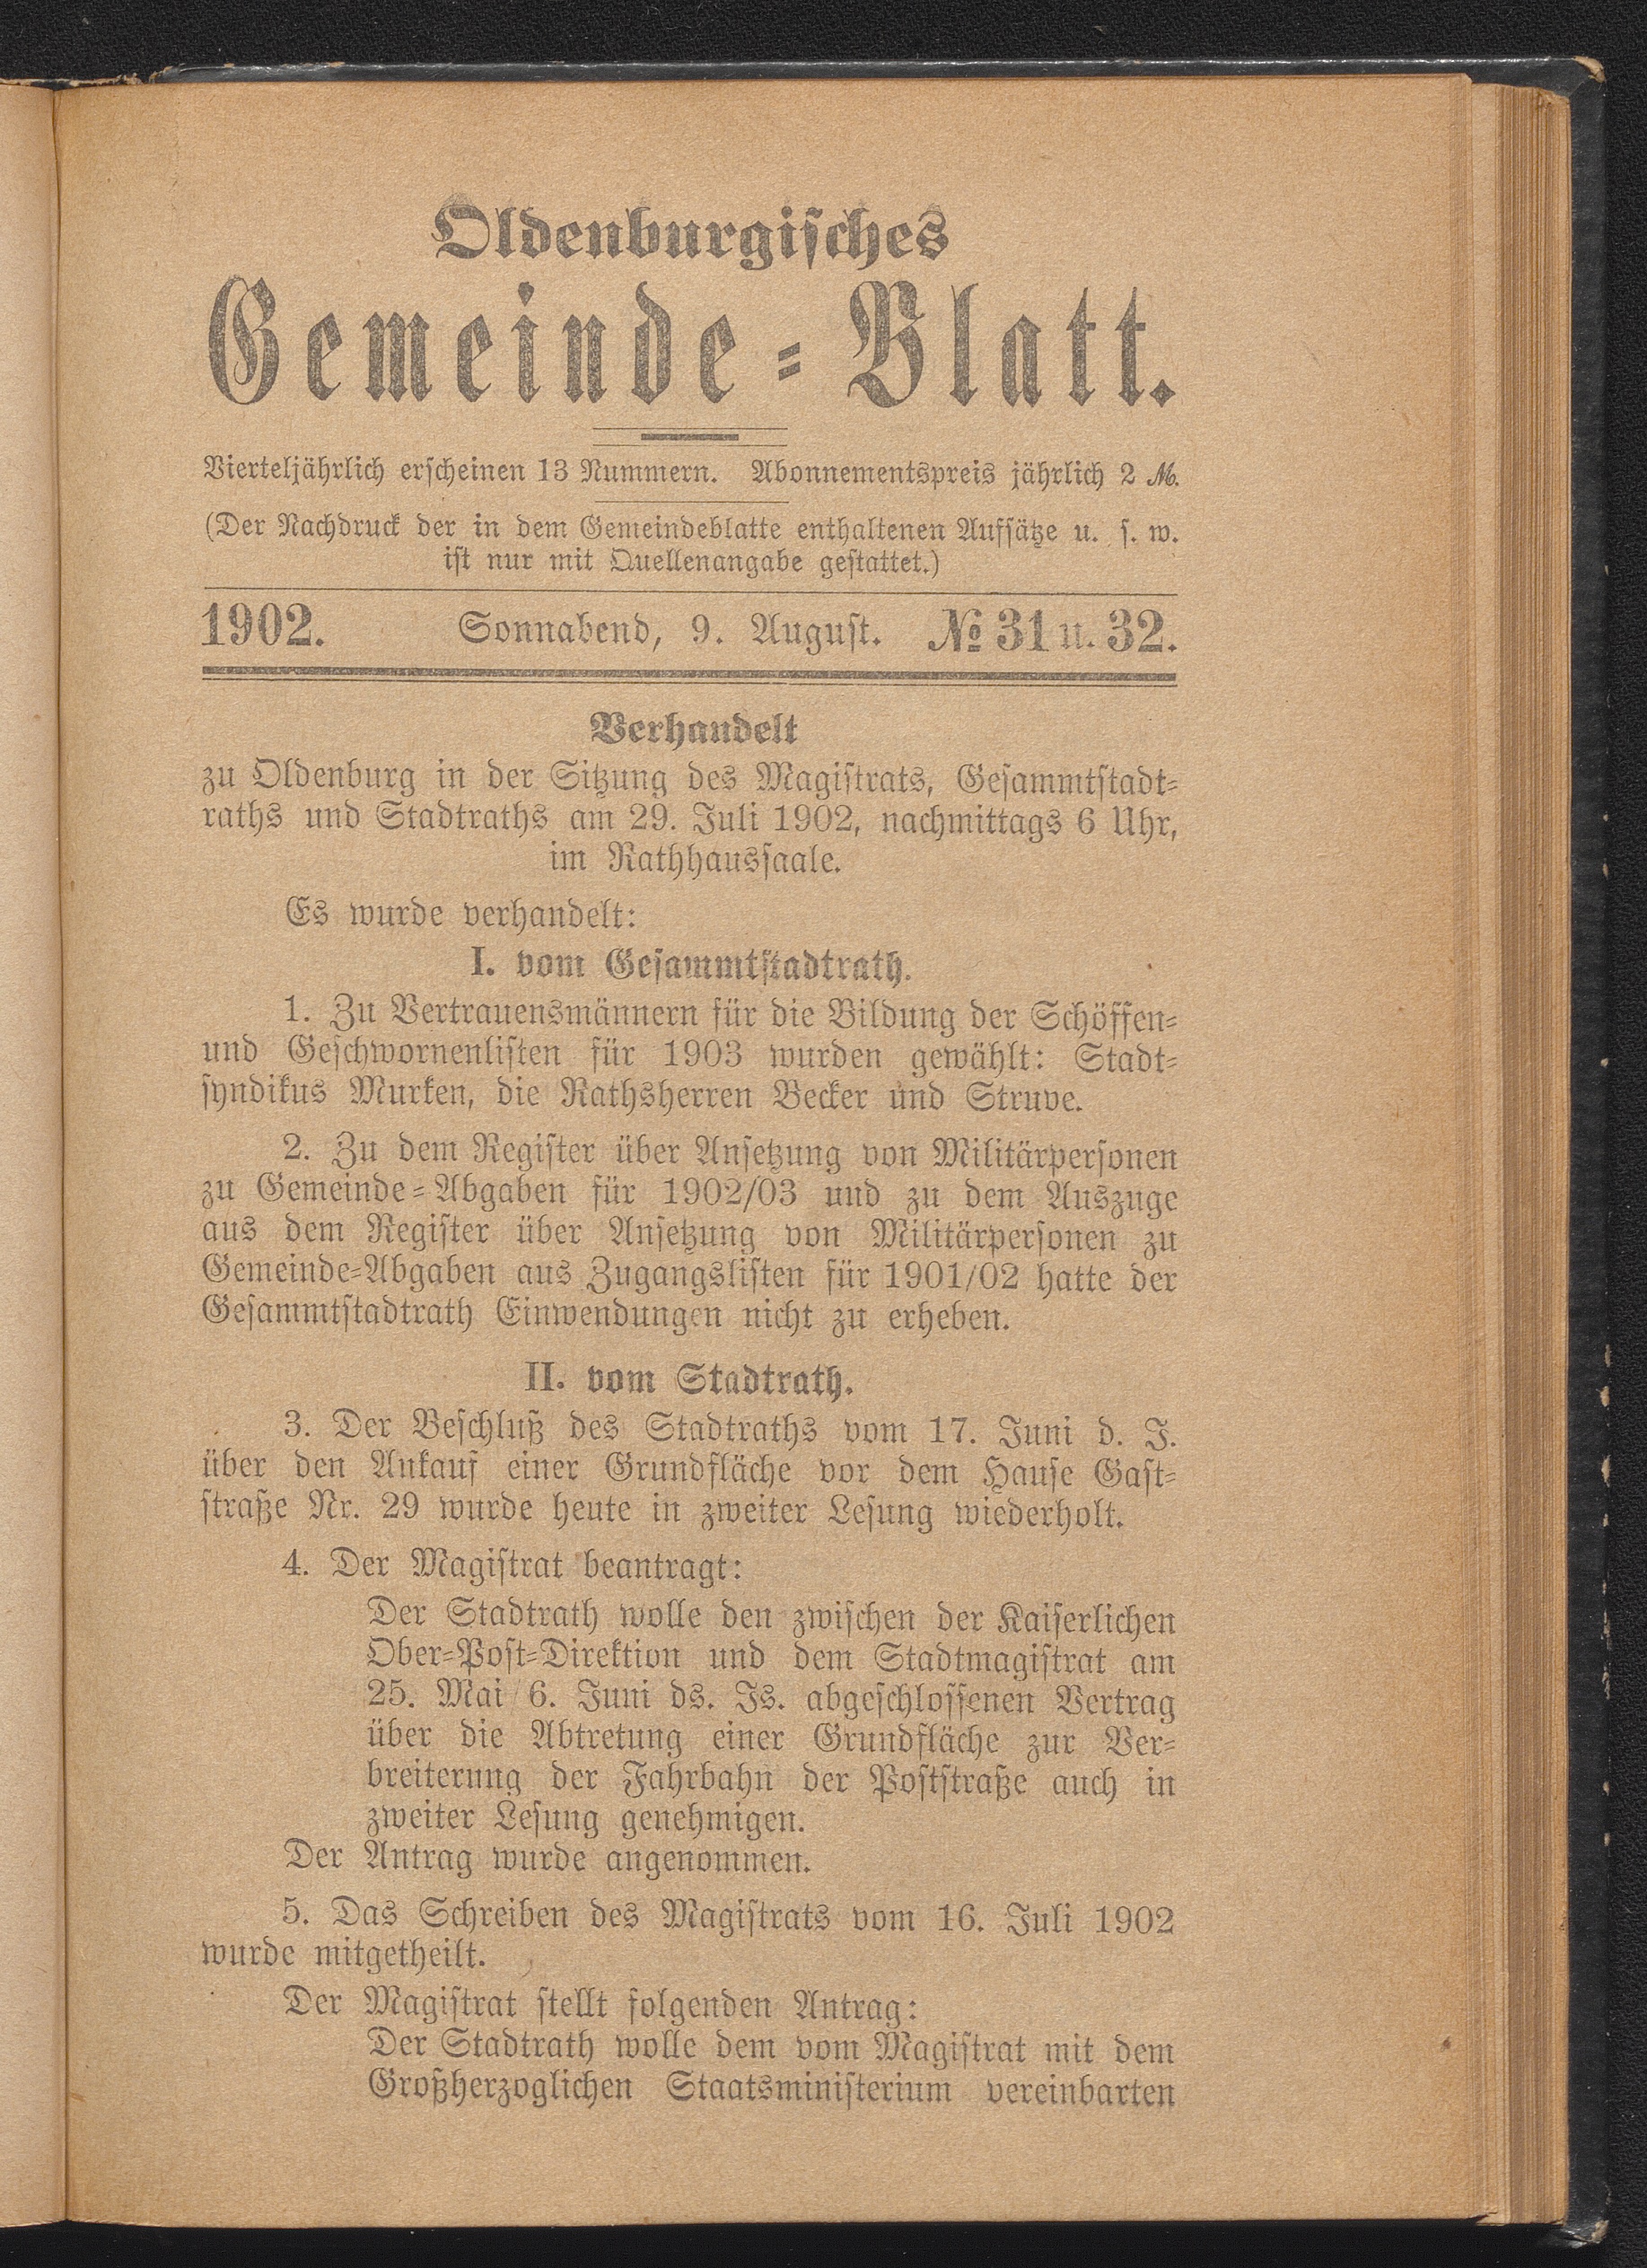 Oldenburgisches
Gemeinde-Blatt.
Vierteljährlich erscheinen 13 Nummern. Abonnementspreis jährlich 2 ℳ.
(Der Nachdruck der in dem Gemeindeblatte enthaltenen Aufsätze u. s. w.
ist nur mit Quellenangabe gestattet.)
1902. Sonnabend, 9. August. № 31 u. 32.
Verhandelt
zu Oldenburg in der Sitzung des Magistrats, Gesammtstadt-
raths und Stadtraths am 29. Juli 1902, nachmittags 6 Uhr,
im Rathhaussaale.
Es wurde verhandelt:
I. vom Gesammtstadtrath.
1. Zu Vertrauensmännern für die Bildung der Schöffen-
und Geschwornenlisten für 1903 wurden gewählt: Stadt-
syndikus Murken, die Rathsherren Becker und Struve.
2. Zu dem Register über Ansetzung von Militärpersonen
zu Gemeinde-Abgaben für 1902/03 und zu dem Auszuge
aus dem Register über Ansetzung von Militärpersonen zu
Gemeinde-Abgaben aus Zugangslisten für 1901/02 hatte der
Gesammtstadtrath Einwendungen nicht zu erheben.
II. vom Stadtrath.
3. Der Beschluß des Stadtraths vom 17. Juni d. J.
über den Ankauf einer Grundfläche vor dem Hause Gast-
straße Nr. 29 wurde heute in zweiter Lesung wiederholt.
4. Der Magistrat beantragt:
Der Stadtrath wolle den zwischen der Kaiserlichen
Ober-Post-Direktion und dem Stadtmagistrat am
25. Mai/6. Juni ds. Js. abgeschlossenen Vertrag
über die Abtretung einer Grundfläche zur Ver-
breiterung der Fahrbahn der Poststraße auch in
zweiter Lesung genehmigen.
Der Antrag wurde angenommen.
5. Das Schreiben des Magistrats vom 16. Juli 1902
wurde mitgetheilt.
Der Magistrat stellt folgenden Antrag:
Der Stadtrath wolle dem vom Magistrat mit dem
Großherzoglichen Staatsministerium vereinbarten